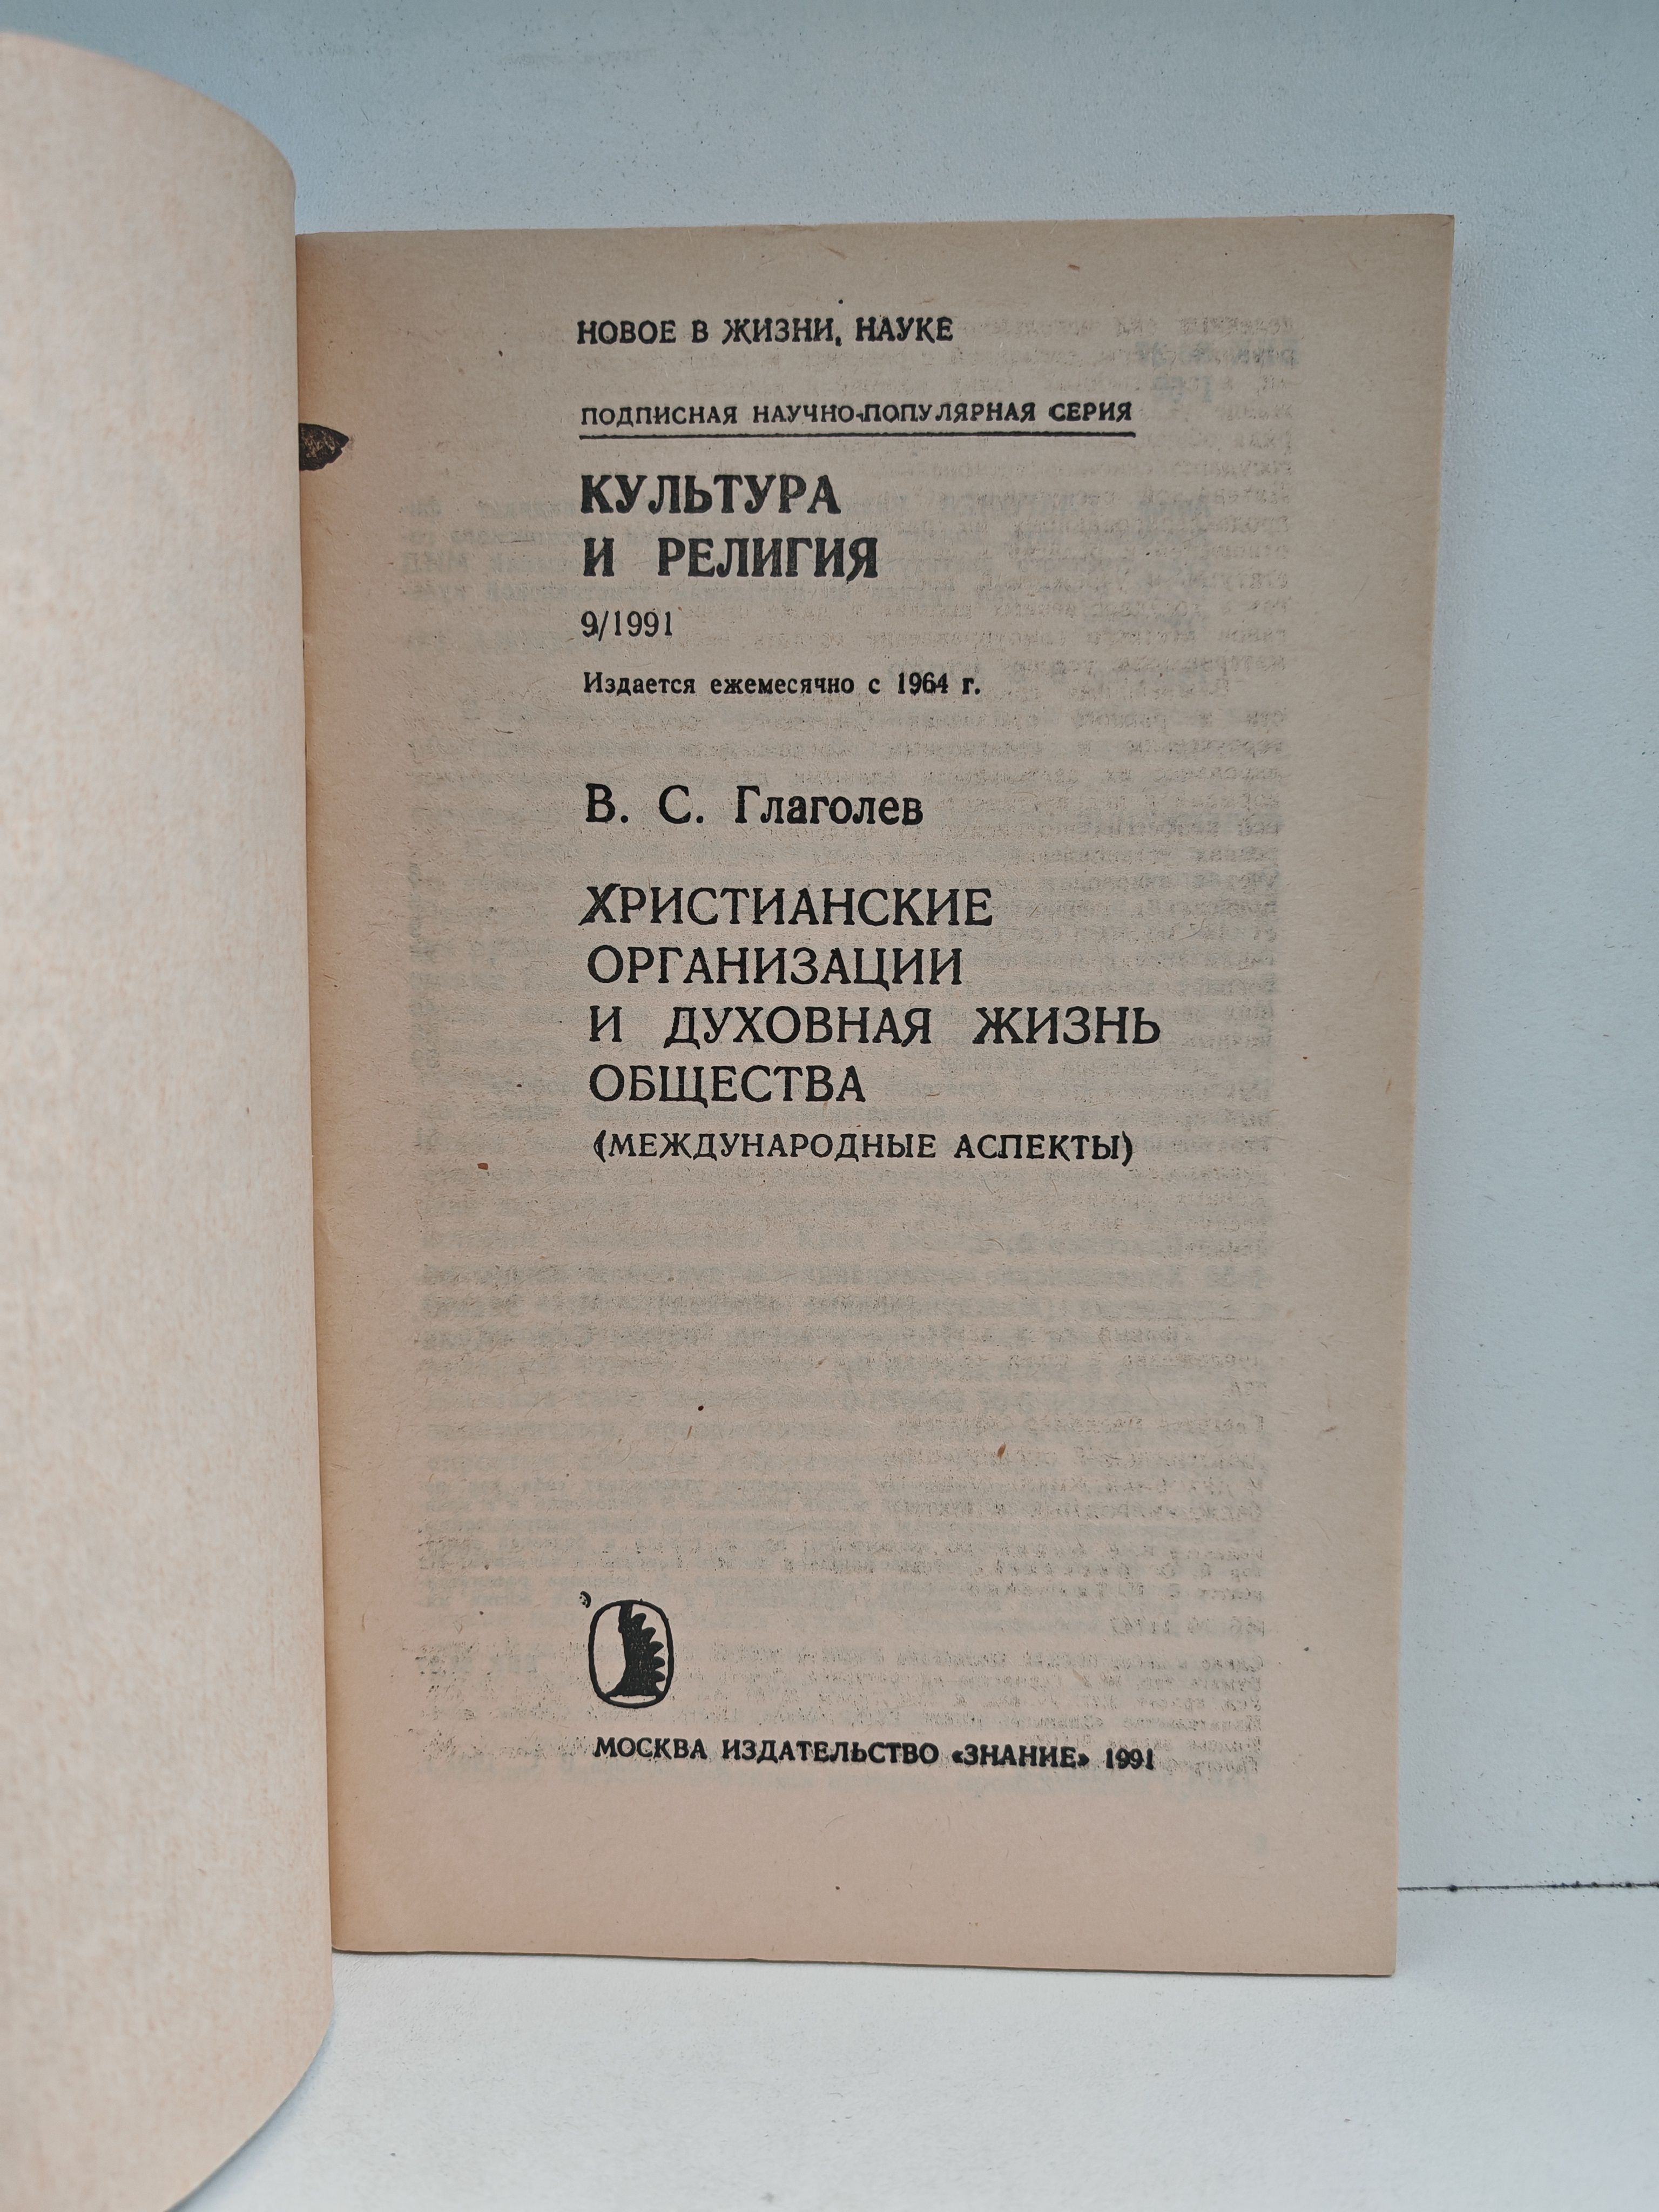 НОВОЕ В ЖИЗНИ, НАУКЕ
ПОДПИСНАЯ НАУЧНО-ПОПУЛЯРНАЯ СЕРИЯ
КУЛЬТУРА
И РЕЛИГИЯ
9/1991
Издается ежемесячно с 1964 г.
В. С. Глаголев
ХРИСТИАНСКИЕ
ОРГАНИЗАЦИИ
И ДУХОВНАЯ ЖИЗНЬ
ОБЩЕСТВА
(МЕЖДУНАРОДНЫЕ АСПЕКТЫ)
МОСКВА ИЗДАТЕЛЬСТВО «ЗНАНИЕ» 1991